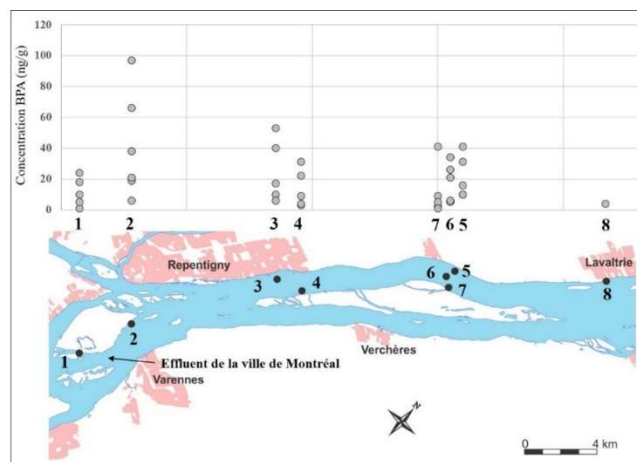 Concentration BPA (ng/g)
120
100
80
60
40
20
0
1 2 3 4 7 6 5 8
Repentigny
Lavaltrie
3
4
6
5
7
8
2
1
Effluent de la ville de Montréal
Varennes
Verchères
N
0 4 km